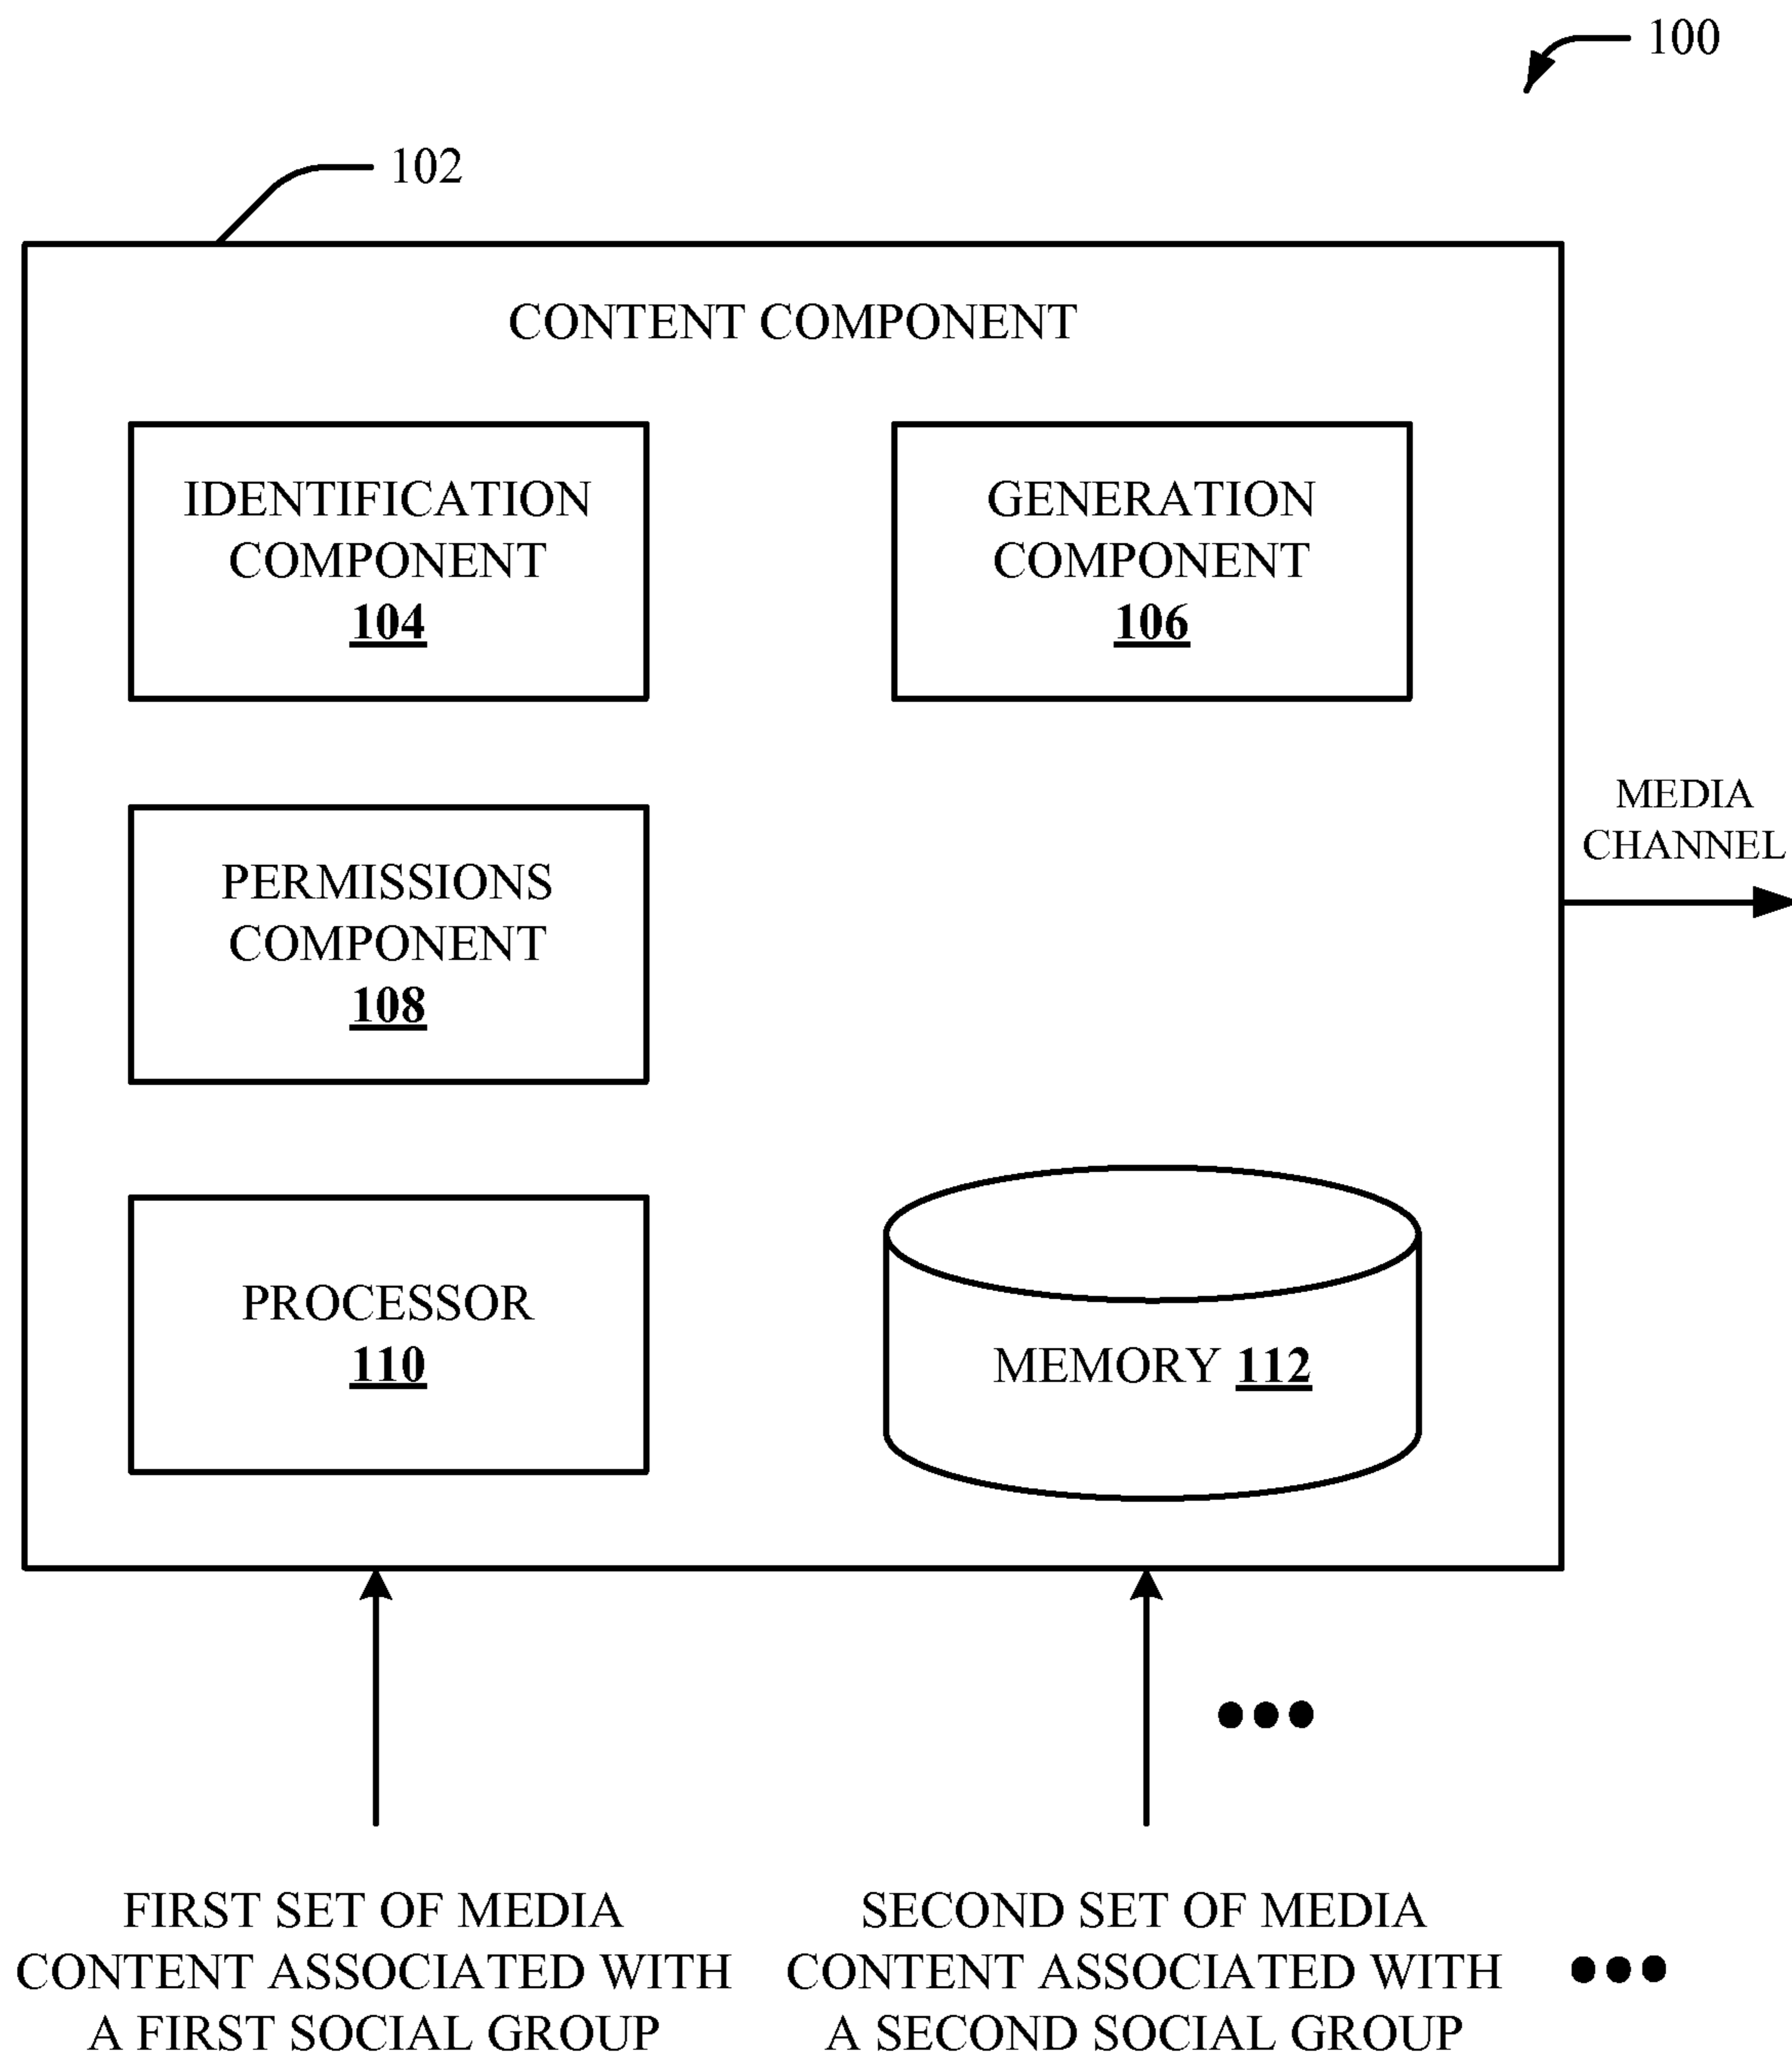 100
102
CONTENT COMPONENT
IDENTIFICATION
COMPONENT
104
GENERATION
COMPONENT
106
PERMISSIONS
COMPONENT
108
MEDIA
CHANNEL
PROCESSOR
110
MEMORY 112
FIRST SET OF MEDIA
CONTENT ASSOCIATED WITH
A FIRST SOCIAL GROUP
SECOND SET OF MEDIA
CONTENT ASSOCIATED WITH
A SECOND SOCIAL GROUP